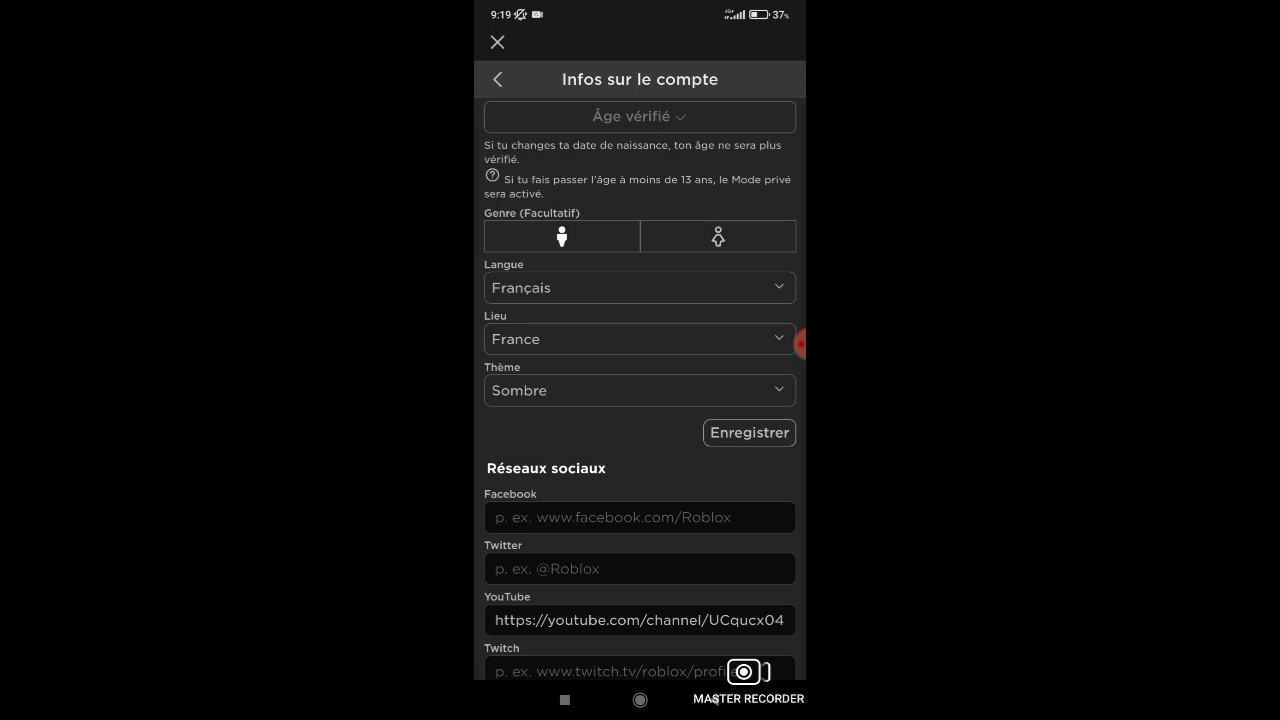 9:19
4G+ 37%
Infos sur le compte
Âge vérifié
Si tu changes ta date de naissance, ton âge ne sera plus
vérifié.
Si tu fais passer l'âge à moins de 13 ans, le Mode privé
sera activé.
Genre (Facultatif)
Langue
Français
Lieu
France
Thème
Sombre
Enregistrer
Réseaux sociaux
Facebook
p. ex. www.facebook.com/Roblox
Twitter
p. ex. @Roblox
YouTube
https://youtube.com/channel/UCqucx04
Twitch
p. ex. www.twitch.tv/roblox/profi
MASTER RECORDER